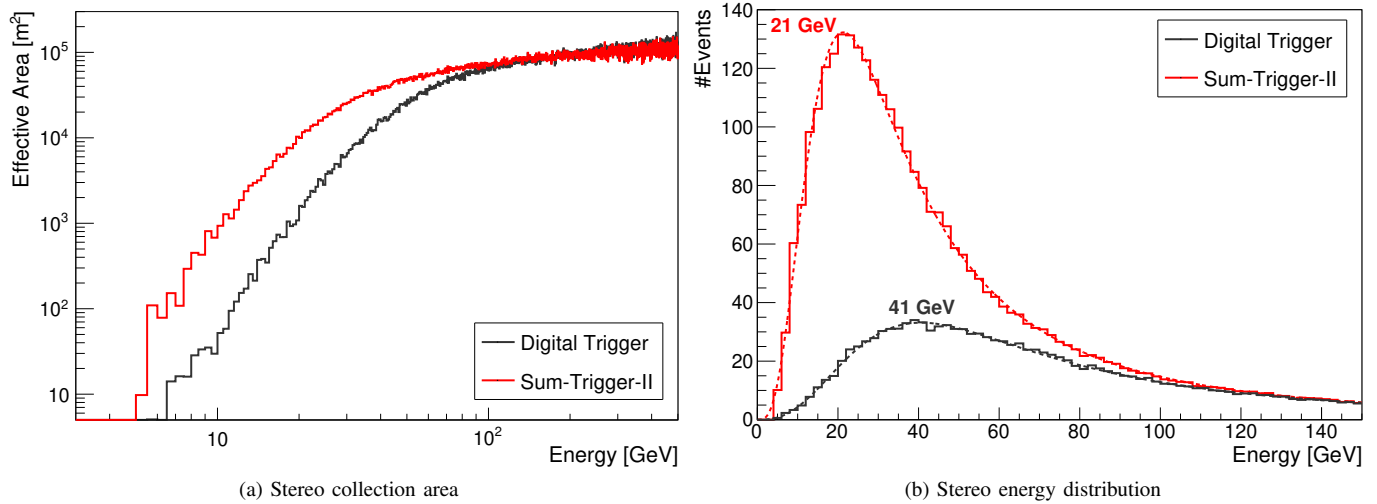 Effective Area [m²]
10⁵
10⁴
10³
10²
10
10
10²
Energy [GeV]
Digital Trigger
Sum-Trigger-II
(a) Stereo collection area
#Events
140
120
100
80
60
40
20
0
0 20 40 60 80 100 120 140
Energy [GeV]
21 GeV
41 GeV
Digital Trigger
Sum-Trigger-II
(b) Stereo energy distribution